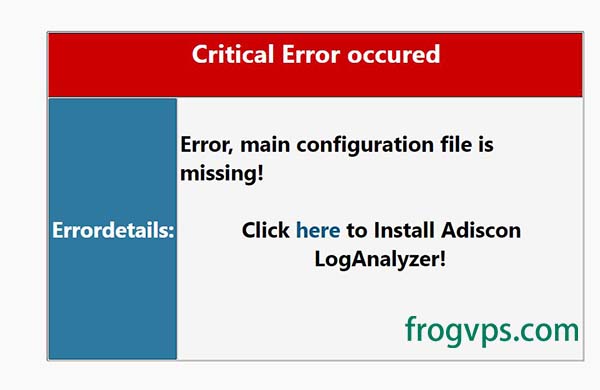 Critical Error occured
Error, main configuration file is
missing!
Errordetails:
Click here to Install Adiscon
LogAnalyzer!
frogvps.com